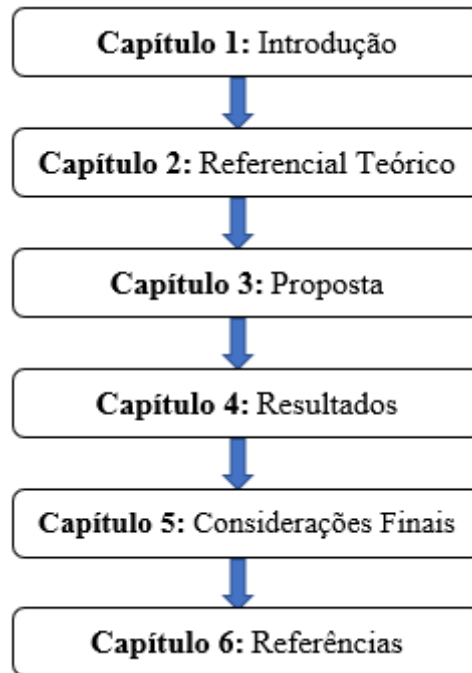 Capítulo 1: Introdução
Capítulo 2: Referencial Teórico
Capítulo 3: Proposta
Capítulo 4: Resultados
Capítulo 5: Considerações Finais
Capítulo 6: Referências